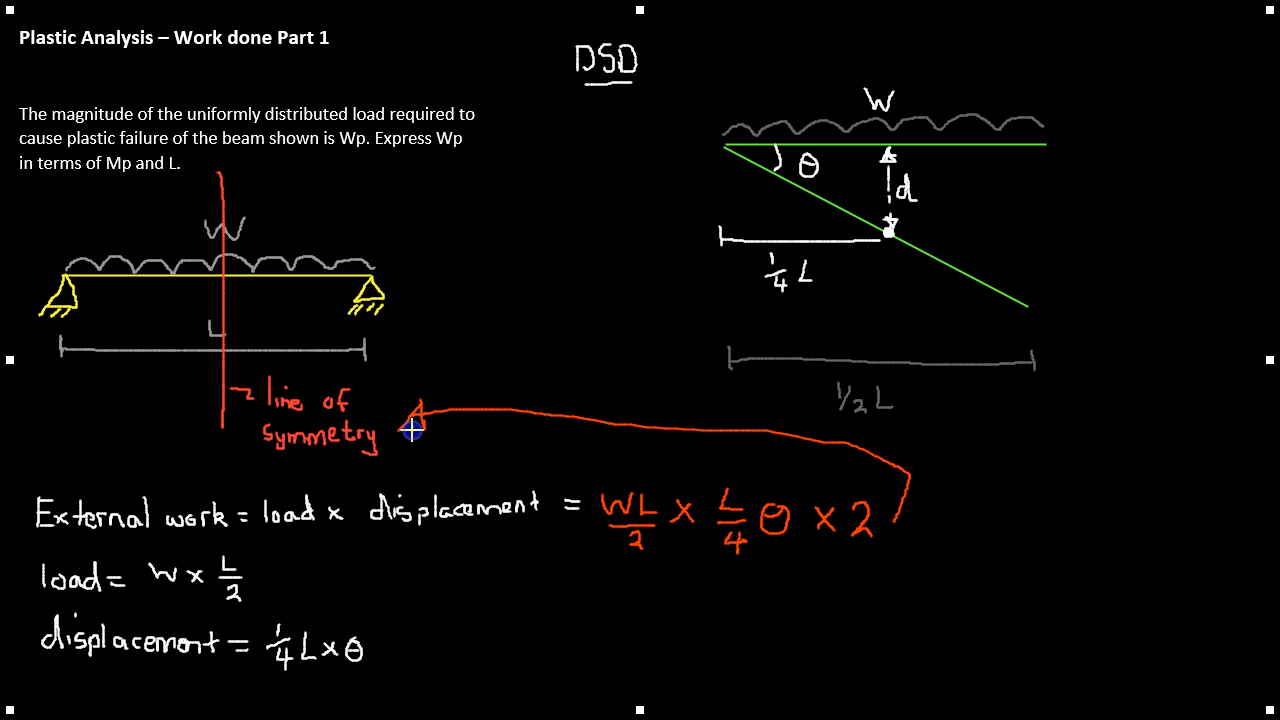 Plastic Analysis – Work done Part 1
DSD
The magnitude of the uniformly distributed load required to
cause plastic failure of the beam shown is Wp. Express Wp
in terms of Mp and L.
W
L
line of
symmetry
W
θ
d
1/4 L
1/2 L
External work = load x displacement = WL/2 x L/4 θ x 2
load = W x L/2
displacement = 1/4 L x θ